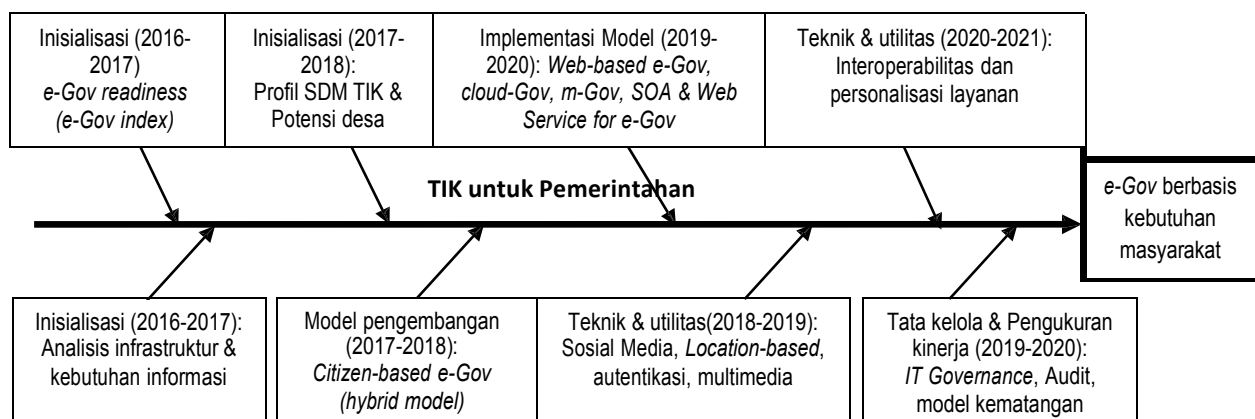 Inisialisasi (2016-
2017)
e-Gov readiness
(e-Gov index)
Inisialisasi (2017-
2018):
Profil SDM TIK &
Potensi desa
Implementasi Model (2019-
2020): Web-based e-Gov,
cloud-Gov, m-Gov, SOA & Web
Service for e-Gov
Teknik & utilitas (2020-2021):
Interoperabilitas dan
personalisasi layanan
TIK untuk Pemerintahan
e-Gov berbasis
kebutuhan
masyarakat
Inisialisasi (2016-2017):
Analisis infrastruktur &
kebutuhan informasi
Model pengembangan
(2017-2018):
Citizen-based e-Gov
(hybrid model)
Teknik & utilitas(2018-2019):
Sosial Media, Location-based,
autentikasi, multimedia
Tata kelola & Pengukuran
kinerja (2019-2020):
IT Governance, Audit,
model kematangan